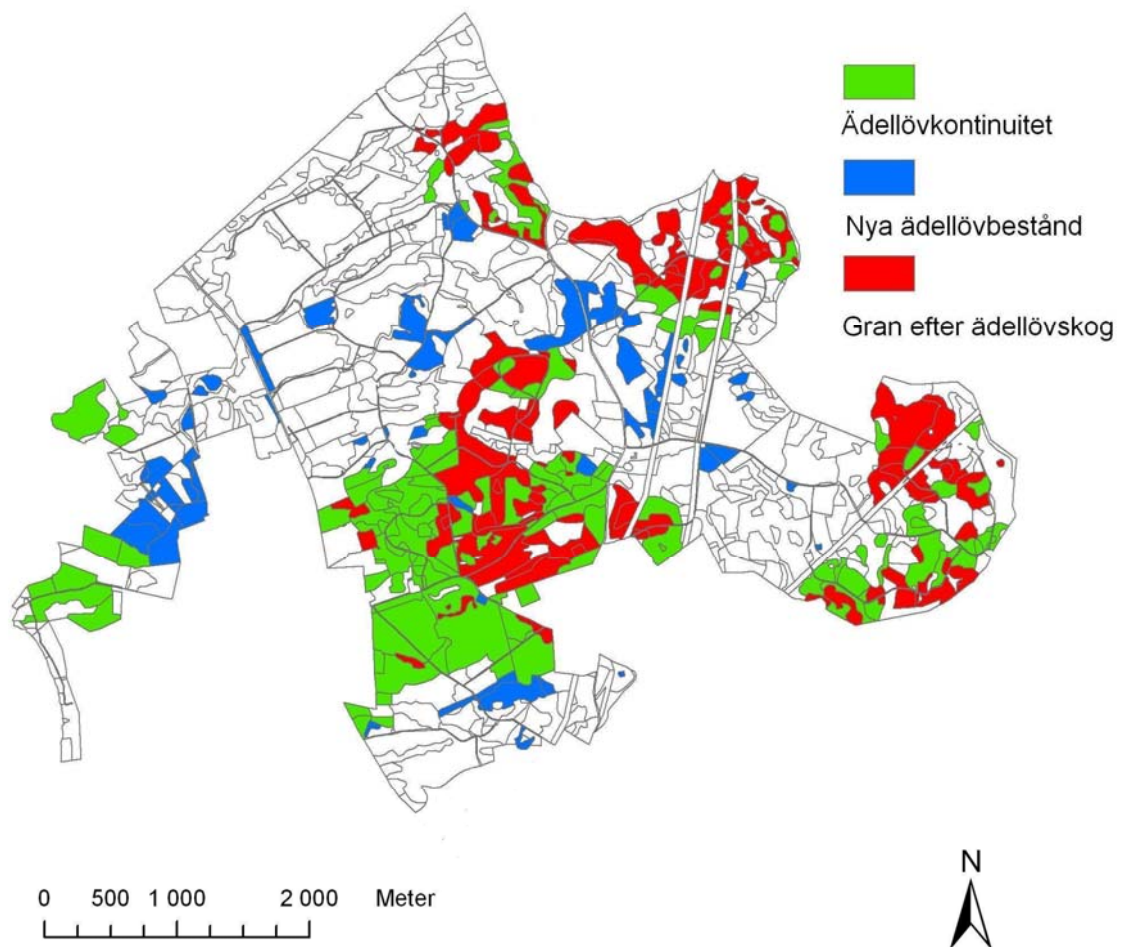 Ädellövkontinuitet
Nya ädellövbestånd
Gran efter ädellövskog
0 500 1 000 2 000 Meter
N